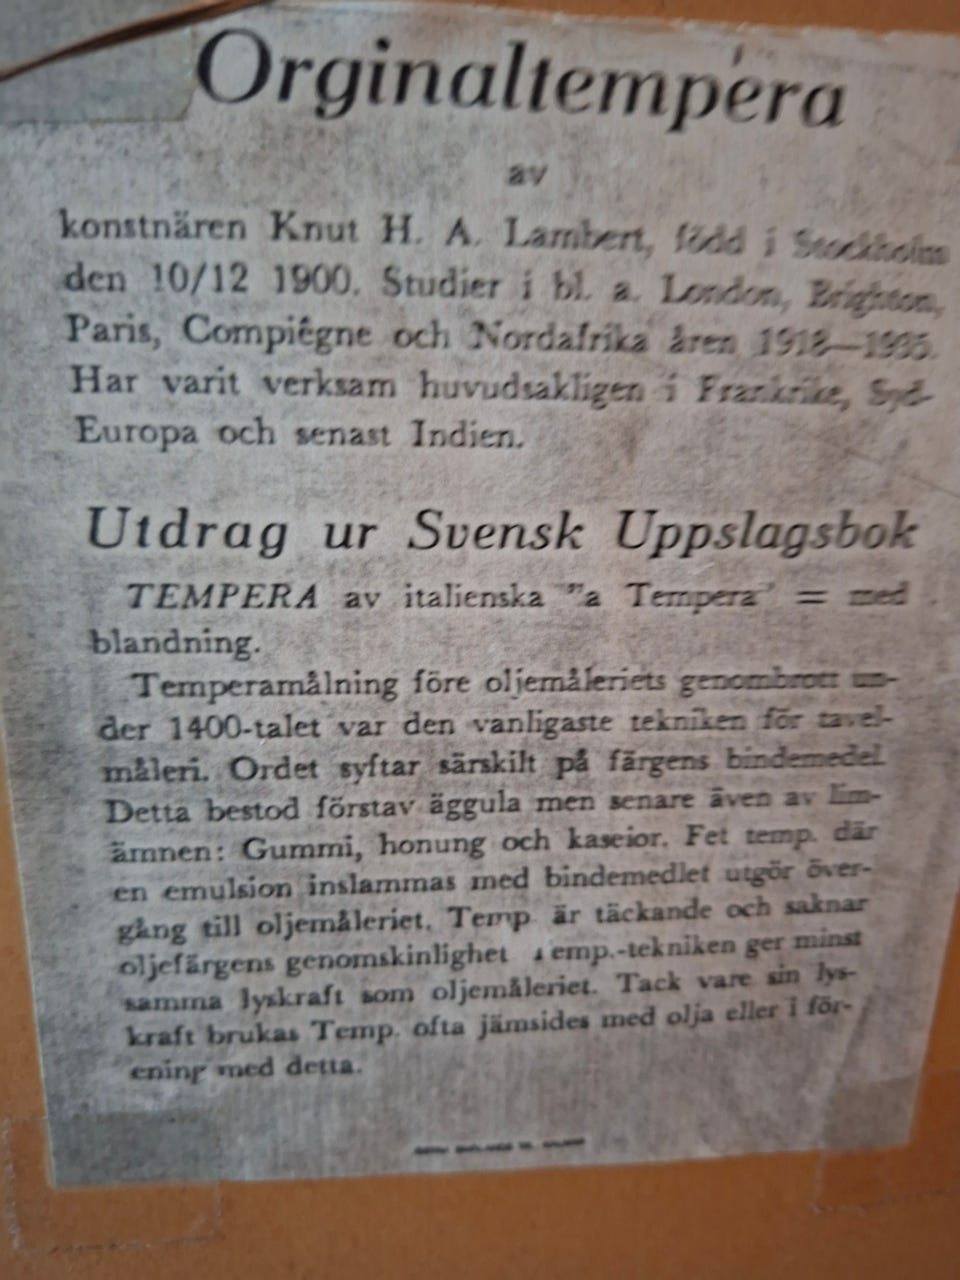 Orginaltempera
av
konstnären Knut H. A. Lambert, född i Stockholm
den 10/12 1900. Studier i bl. a. London, Brighton,
Paris, Compiêgne och Nordafrika åren 1918—1935.
Har varit verksam huvudsakligen i Frankrike, Syd-
Europa och senast Indien.
Utdrag ur Svensk Uppslagsbok
TEMPERA av italienska "a Tempera" = med
blandning.
Temperamålning före oljemåleriets genombrott un-
der 1400-talet var den vanligaste tekniken för tavel-
måleri. Ordet syftar särskilt på färgens bindemedel.
Detta bestod förstav äggula men senare även av lim-
ämnen: Gummi, honung och kaseior. Fet temp. där
en emulsion inslammas med bindemedlet utgör över-
gång till oljemåleriet. Temp. är täckande och saknar
oljefärgens genomskinlighet. Temp.-tekniken ger minst
samma lyskraft som oljemåleriet. Tack vare sin lys-
kraft brukas Temp. ofta jämsides med olja eller i för-
ening med detta.